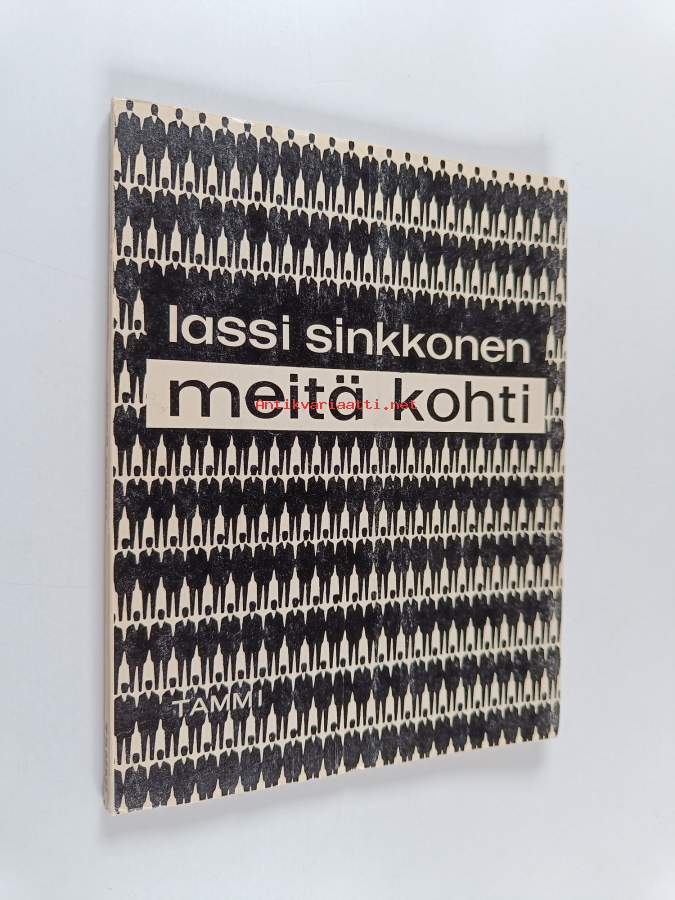 lassi sinkkonen
meitä kohti
Antikvariaatti.net
TAMMI